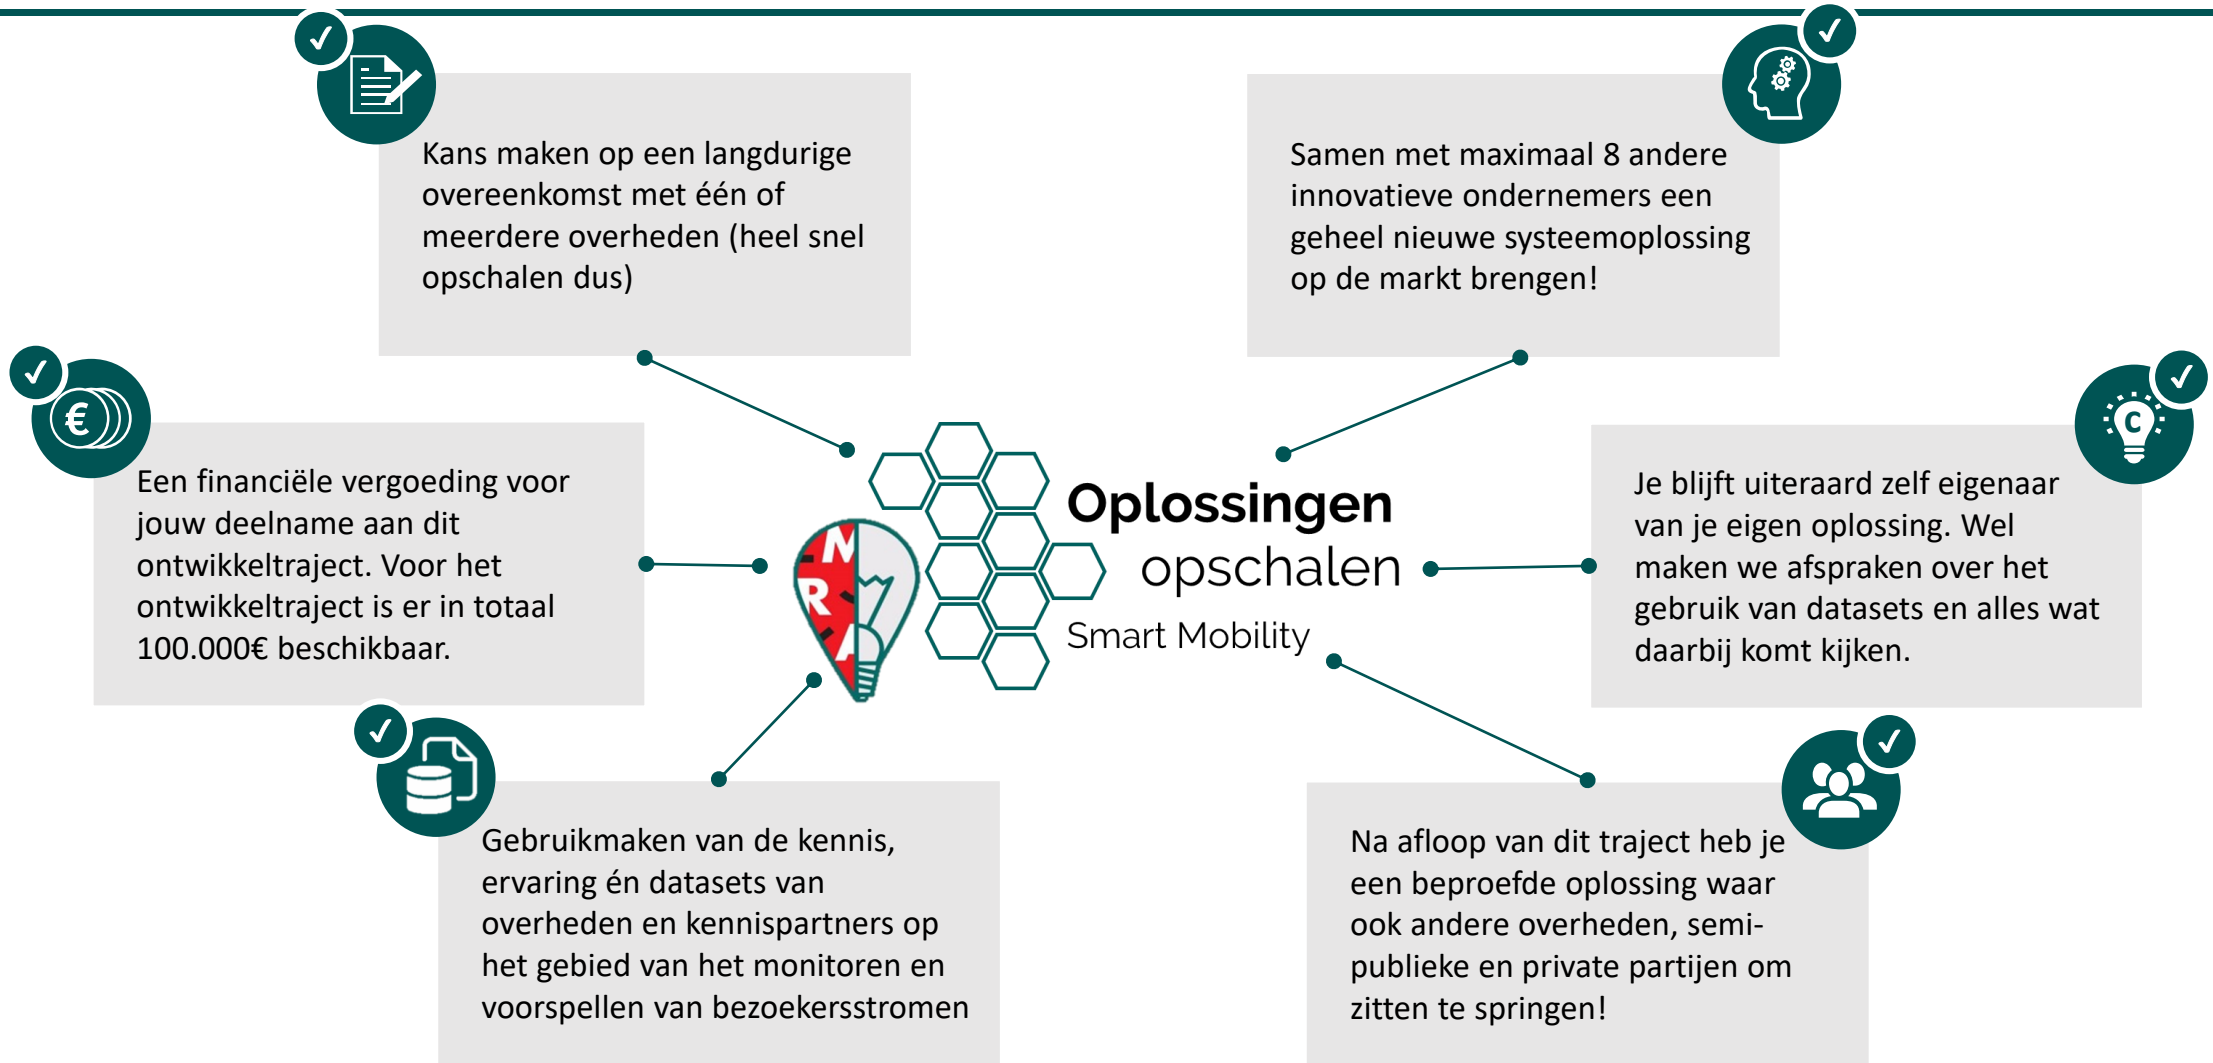 Kans maken op een langdurige
overeenkomst met één of
meerdere overheden (heel snel
opschalen dus)
Samen met maximaal 8 andere
innovatieve ondernemers een
geheel nieuwe systeemoplossing
op de markt brengen!
€
Een financiële vergoeding voor
jouw deelname aan dit
ontwikkeltraject. Voor het
ontwikkeltraject is er in totaal
100.000€ beschikbaar.
M
R
A
Oplossingen
opschalen
Smart Mobility
C
Je blijft uiteraard zelf eigenaar
van je eigen oplossing. Wel
maken we afspraken over het
gebruik van datasets en alles wat
daarbij komt kijken.
Gebruikmaken van de kennis,
ervaring én datasets van
overheden en kennispartners op
het gebied van het monitoren en
voorspellen van bezoekersstromen
Na afloop van dit traject heb je
een beproefde oplossing waar
ook andere overheden, semi-
publieke en private partijen om
zitten te springen!